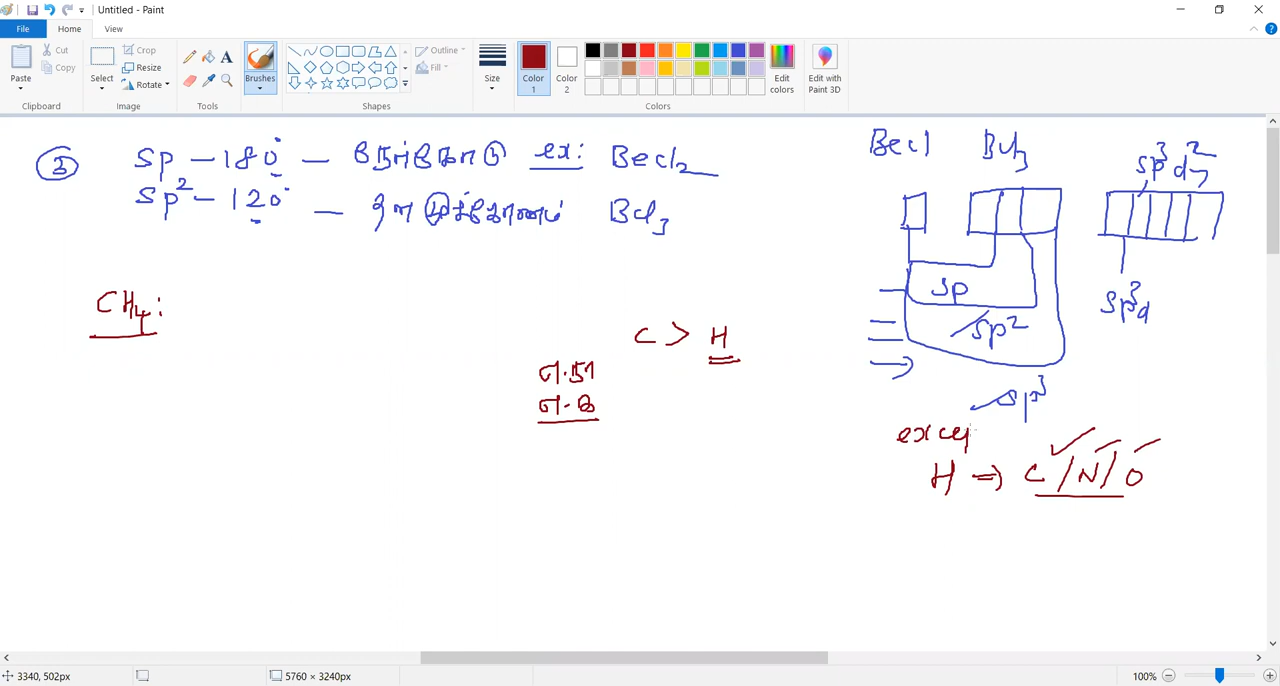 Untitled - Paint
File Home View
Paste Cut Copy Clipboard
Select Crop Resize Rotate Image
Tools
Brushes
Shapes Outline Fill
Size
Color 1 Color 2 Edit colors Colors
Edit with Paint 3D
3 sp - 180° - நேர்கோடு ex: Becl2
Sp2 - 120° - BCl3
CH4:
C > H
Becl BCl3
sp3d2
sp
sp2
sp3
sp3d
excep
H ⇒ C/N/O
3340, 502px 5760 × 3240px 100%